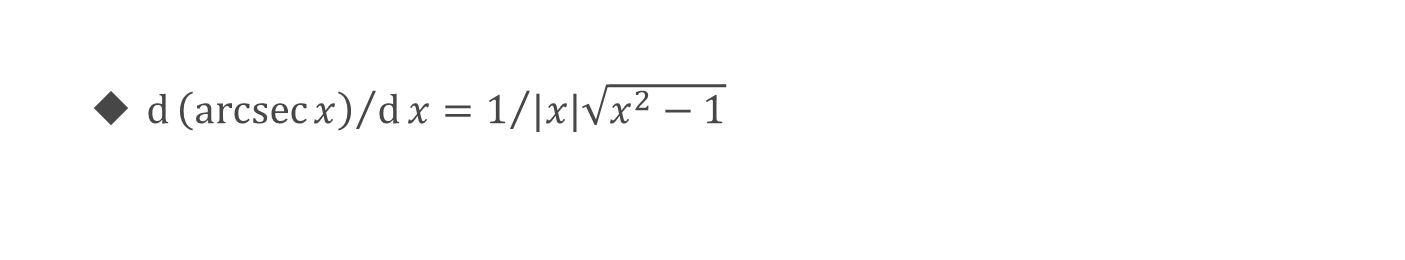 ◆ d (arcsec x)/d x = 1/|x|√(x² − 1)